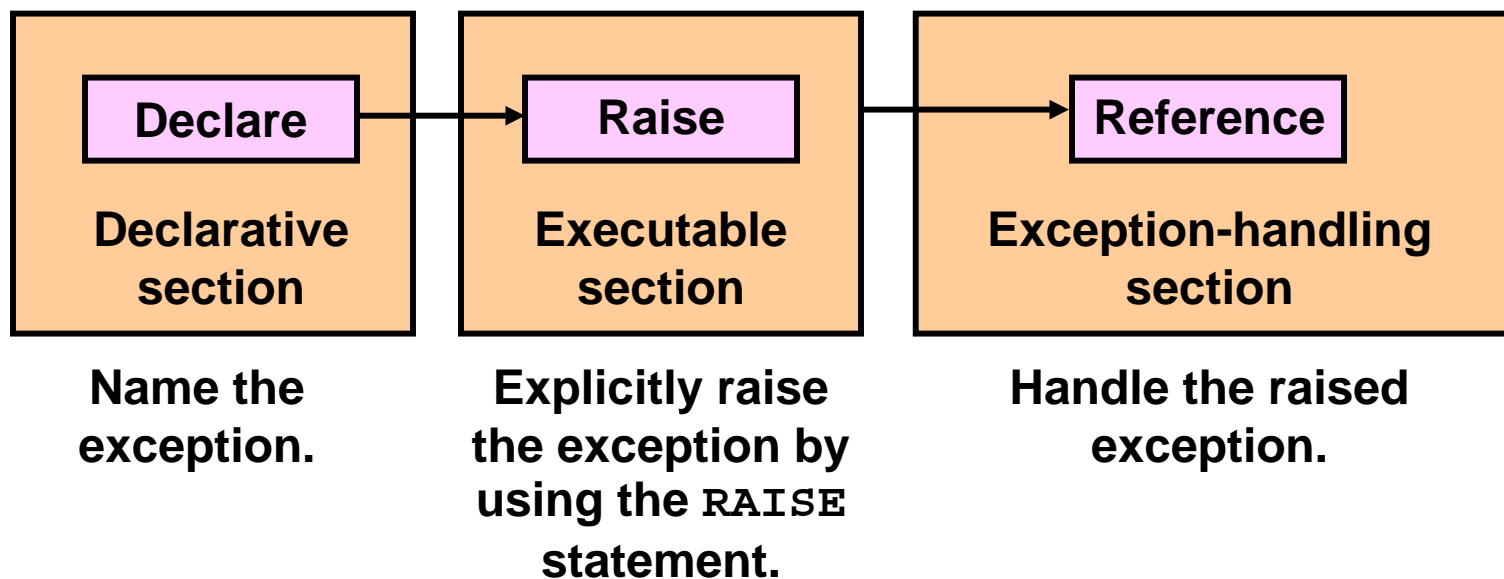 Declare
Declarative
section
Name the
exception.
Raise
Executable
section
Explicitly raise
the exception by
using the RAISE
statement.
Reference
Exception-handling
section
Handle the raised
exception.